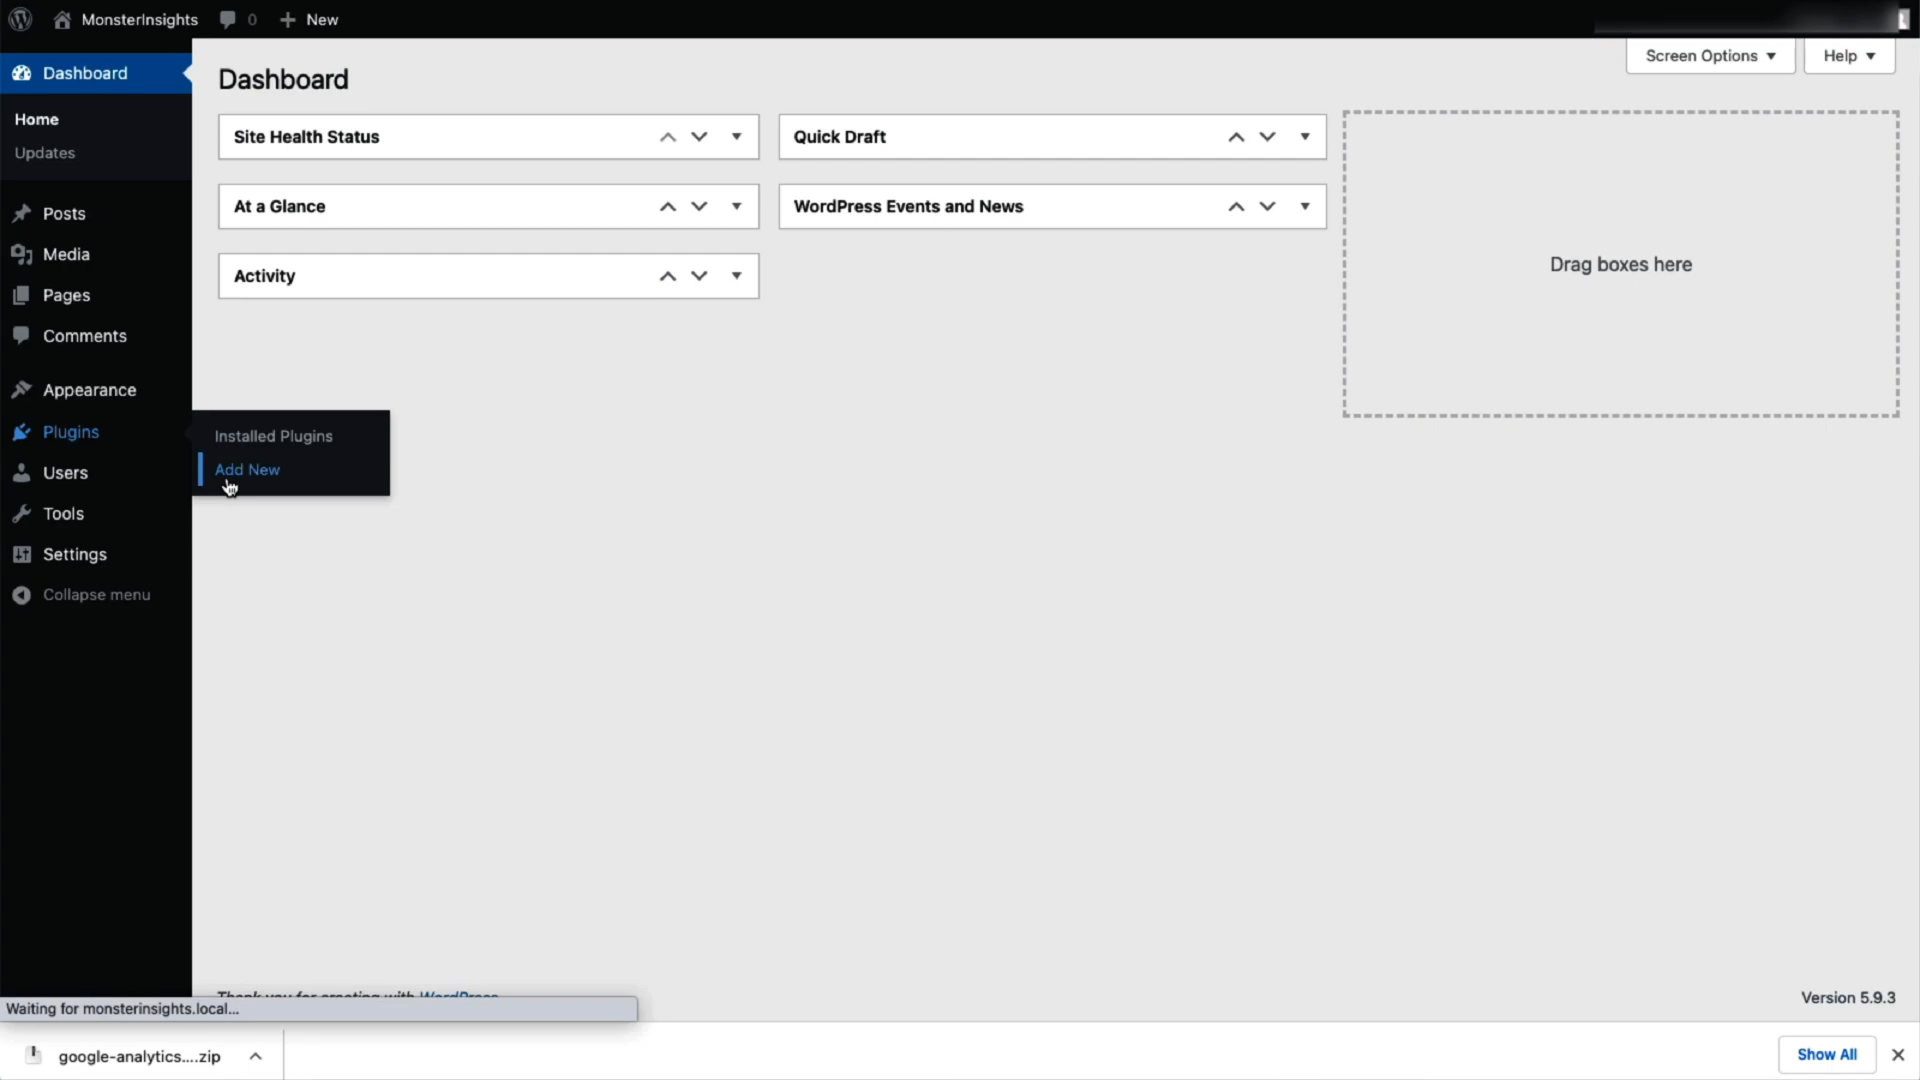 MonsterInsights 0 New
Screen Options Help
Dashboard
Home
Updates
Posts
Media
Pages
Comments
Appearance
Plugins
Users
Tools
Settings
Collapse menu
Installed Plugins
Add New
Dashboard
Site Health Status
At a Glance
Activity
Quick Draft
WordPress Events and News
Drag boxes here
Thank you for creating with WordPress
Version 5.9.3
Waiting for monsterinsights.local...
google-analytics....zip
Show All